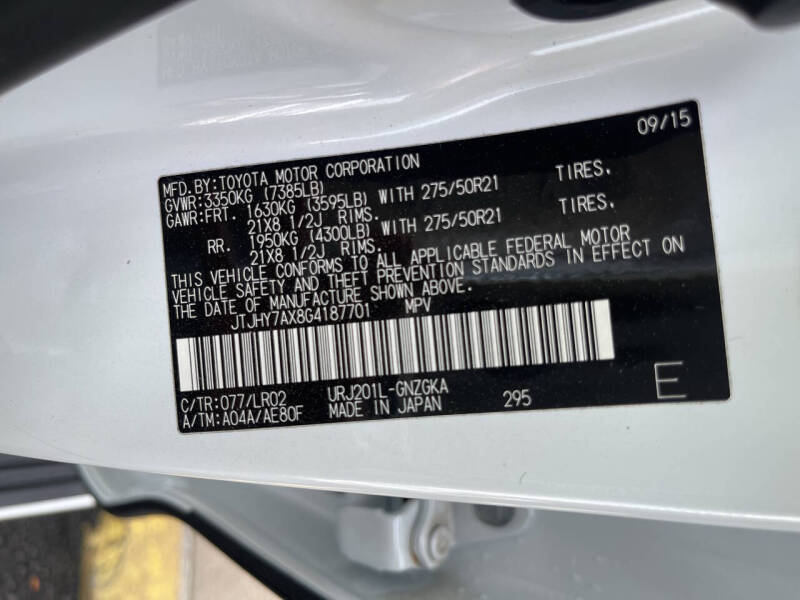 09/15
MFD.BY:TOYOTA MOTOR CORPORATION
GVWR:3350KG (7385LB)
GAWR:FRT. 1630KG (3595LB) WITH 275/50R21 TIRES,
21X8 1/2J RIMS.
RR. 1950KG (4300LB) WITH 275/50R21 TIRES,
21X8 1/2J RIMS.
THIS VEHICLE CONFORMS TO ALL APPLICABLE FEDERAL MOTOR
VEHICLE SAFETY AND THEFT PREVENTION STANDARDS IN EFFECT ON
THE DATE OF MANUFACTURE SHOWN ABOVE.
JTJHY7AX8G4187701 MPV
C/TR:077/LR02 URJ201L-GNZGKA
A/TM:A04A/AE80F MADE IN JAPAN 295 E